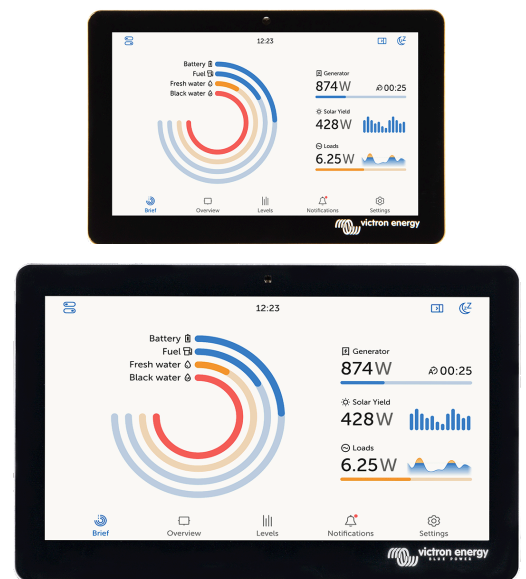 12:23
Battery
Fuel
Fresh water
Black water
Generator
874W
00:25
Solar Yield
428W
Loads
6.25W
Brief
Overview
Levels
Notifications
Settings
victron energy
12:23
Battery
Fuel
Fresh water
Black water
Generator
874W
00:25
Solar Yield
428W
Loads
6.25W
Brief
Overview
Levels
Notifications
Settings
victron energy
BLUE POWER